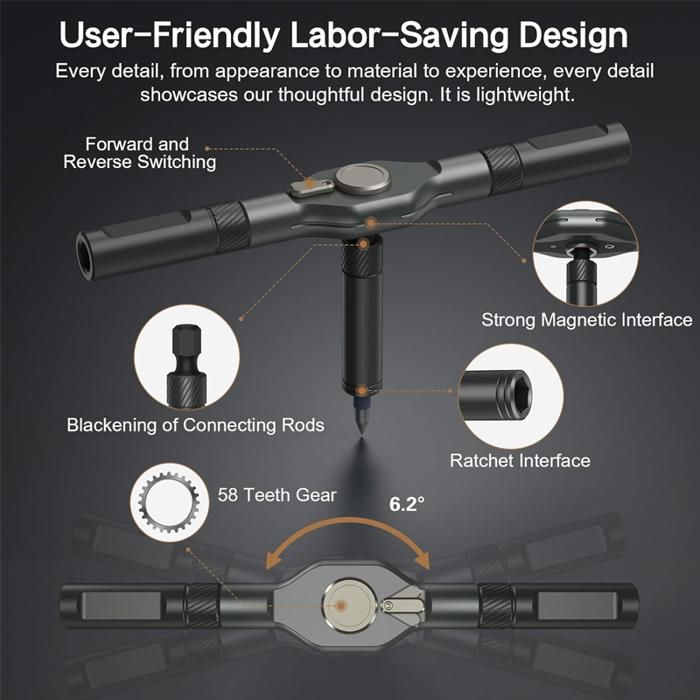 User-Friendly Labor-Saving Design
Every detail, from appearance to material to experience, every detail
showcases our thoughtful design. It is lightweight.
Forward and
Reverse Switching
Strong Magnetic Interface
Blackening of Connecting Rods
Ratchet Interface
58 Teeth Gear
6.2°